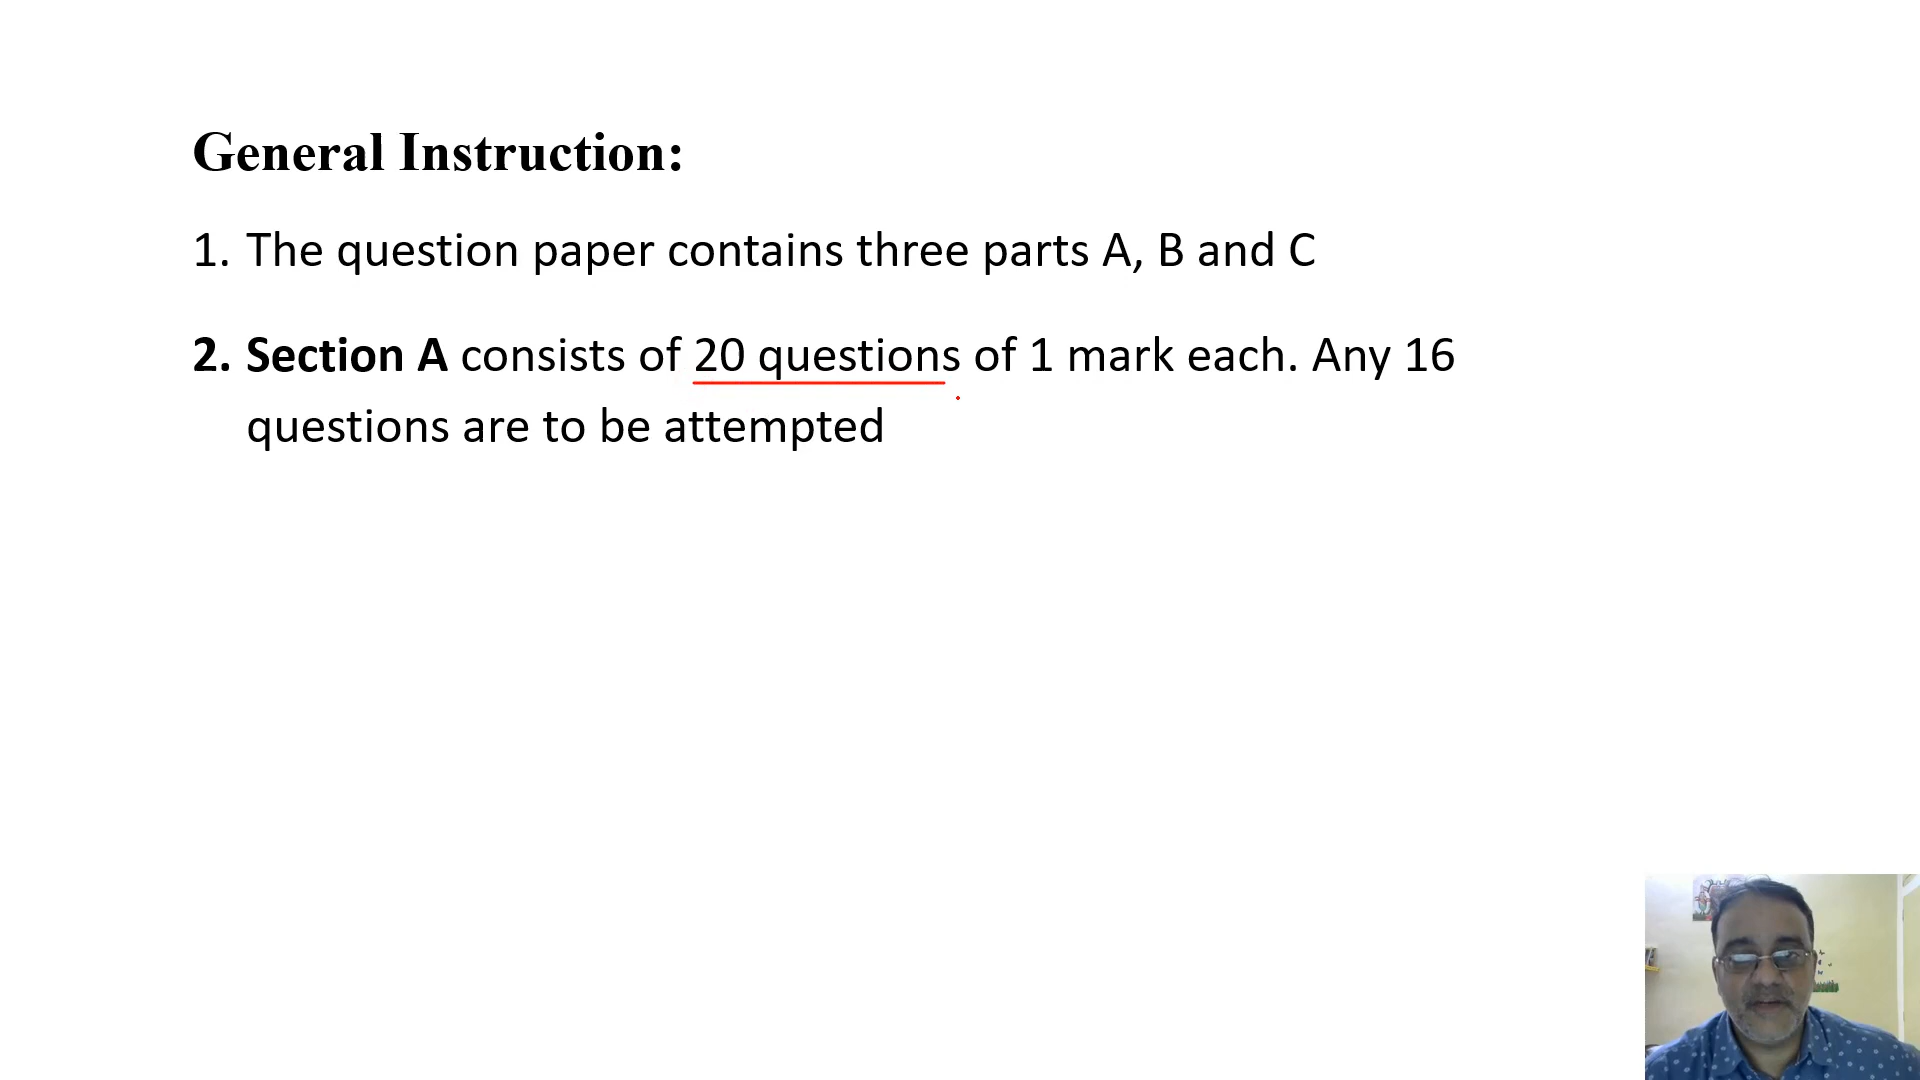 General Instruction:
1. The question paper contains three parts A, B and C
2. Section A consists of 20 questions of 1 mark each. Any 16
questions are to be attempted